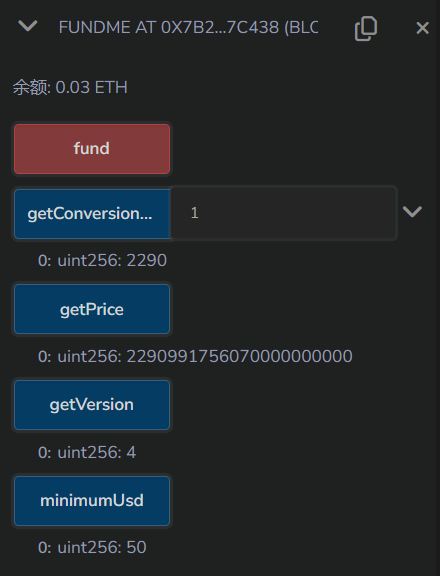 FUNDME AT 0X7B2...7C438 (BLC
余额: 0.03 ETH
fund
getConversion... 1
0: uint256: 2290
getPrice
0: uint256: 2290991756070000000000
getVersion
0: uint256: 4
minimumUsd
0: uint256: 50